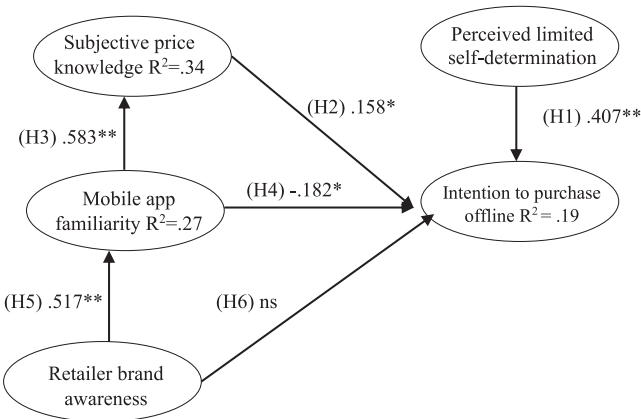 Subjective price
knowledge R²=.34
Perceived limited
self-determination
(H2) .158*
(H1) .407**
(H3) .583**
Mobile app
familiarity R²=.27
(H4) -.182*
Intention to purchase
offline R² = .19
(H5) .517**
(H6) ns
Retailer brand
awareness